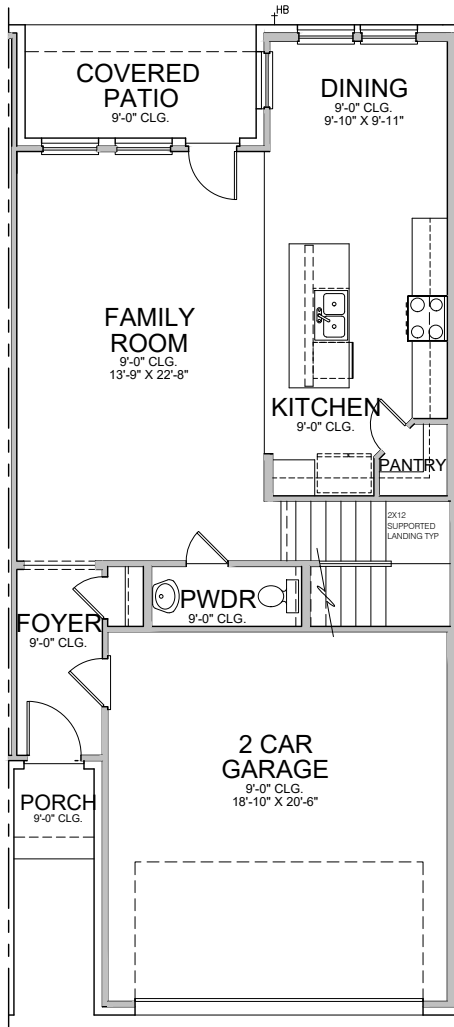 HB
COVERED
PATIO
9'-0" CLG.
DINING
9'-0" CLG.
9'-10" X 9'-11"
FAMILY
ROOM
9'-0" CLG.
13'-9" X 22'-8"
KITCHEN
9'-0" CLG.
PANTRY
2X12
SUPPORTED
LANDING TYP
PWDR
9'-0" CLG.
FOYER
9'-0" CLG.
2 CAR
GARAGE
9'-0" CLG.
18'-10" X 20'-6"
PORCH
9'-0" CLG.